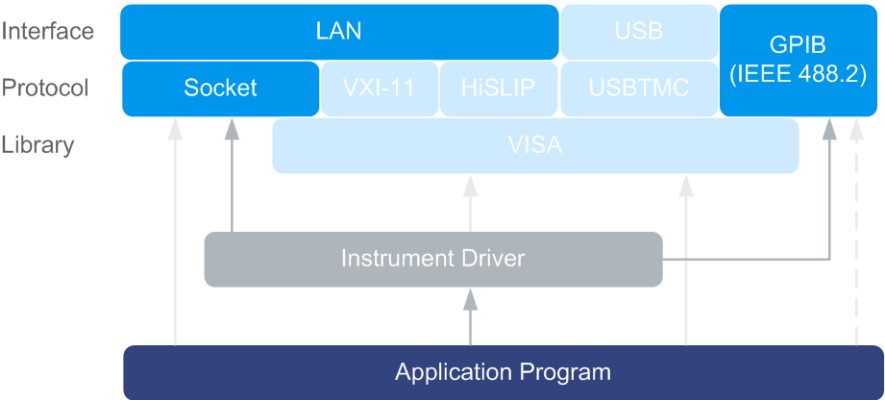 Interface
LAN
USB
GPIB
(IEEE 488.2)
Protocol
Socket
VXI-11
HiSLIP
USBTMC
Library
VISA
Instrument Driver
Application Program